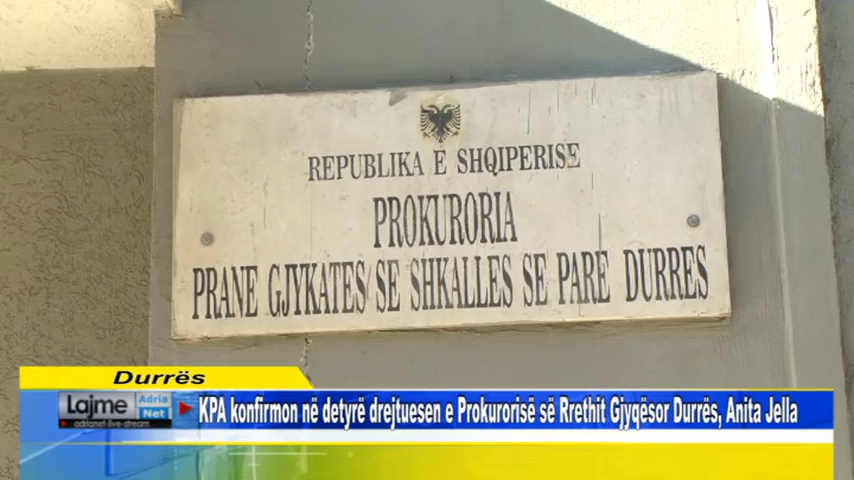 REPUBLIKA E SHQIPERISE
PROKURORIA
PRANE GJYKATES SE SHKALLES SE PARE DURRES
Durrës
Lajme Adria Net
KPA konfirmon në detyrë drejtuesen e Prokurorisë së Rrethit Gjyqësor Durrës, Anita Jella
adrianet-live-stream